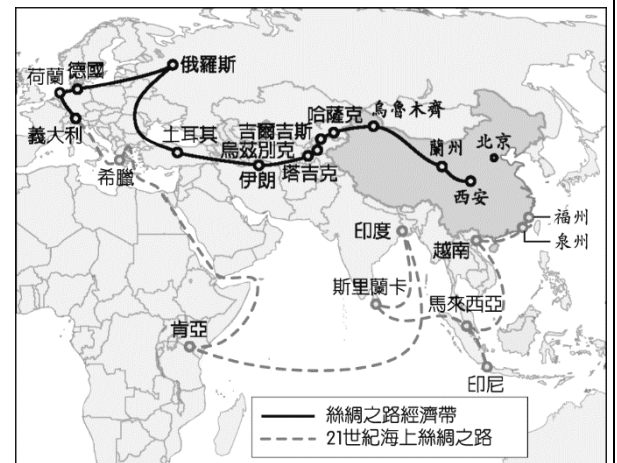 荷蘭
德國
俄羅斯
義大利
希臘
土耳其
吉爾吉斯
哈薩克
烏魯木齊
烏茲別克
伊朗
塔吉克
蘭州
北京
西安
福州
泉州
印度
越南
斯里蘭卡
馬來西亞
肯亞
印尼
絲綢之路經濟帶
21世紀海上絲綢之路